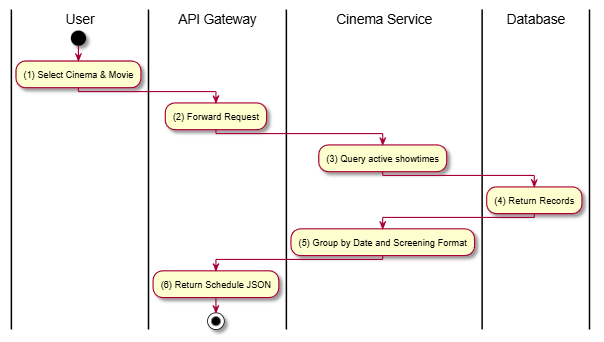 User
API Gateway
Cinema Service
Database
(1) Select Cinema & Movie
(2) Forward Request
(3) Query active showtimes
(4) Return Records
(5) Group by Date and Screening Format
(6) Return Schedule JSON